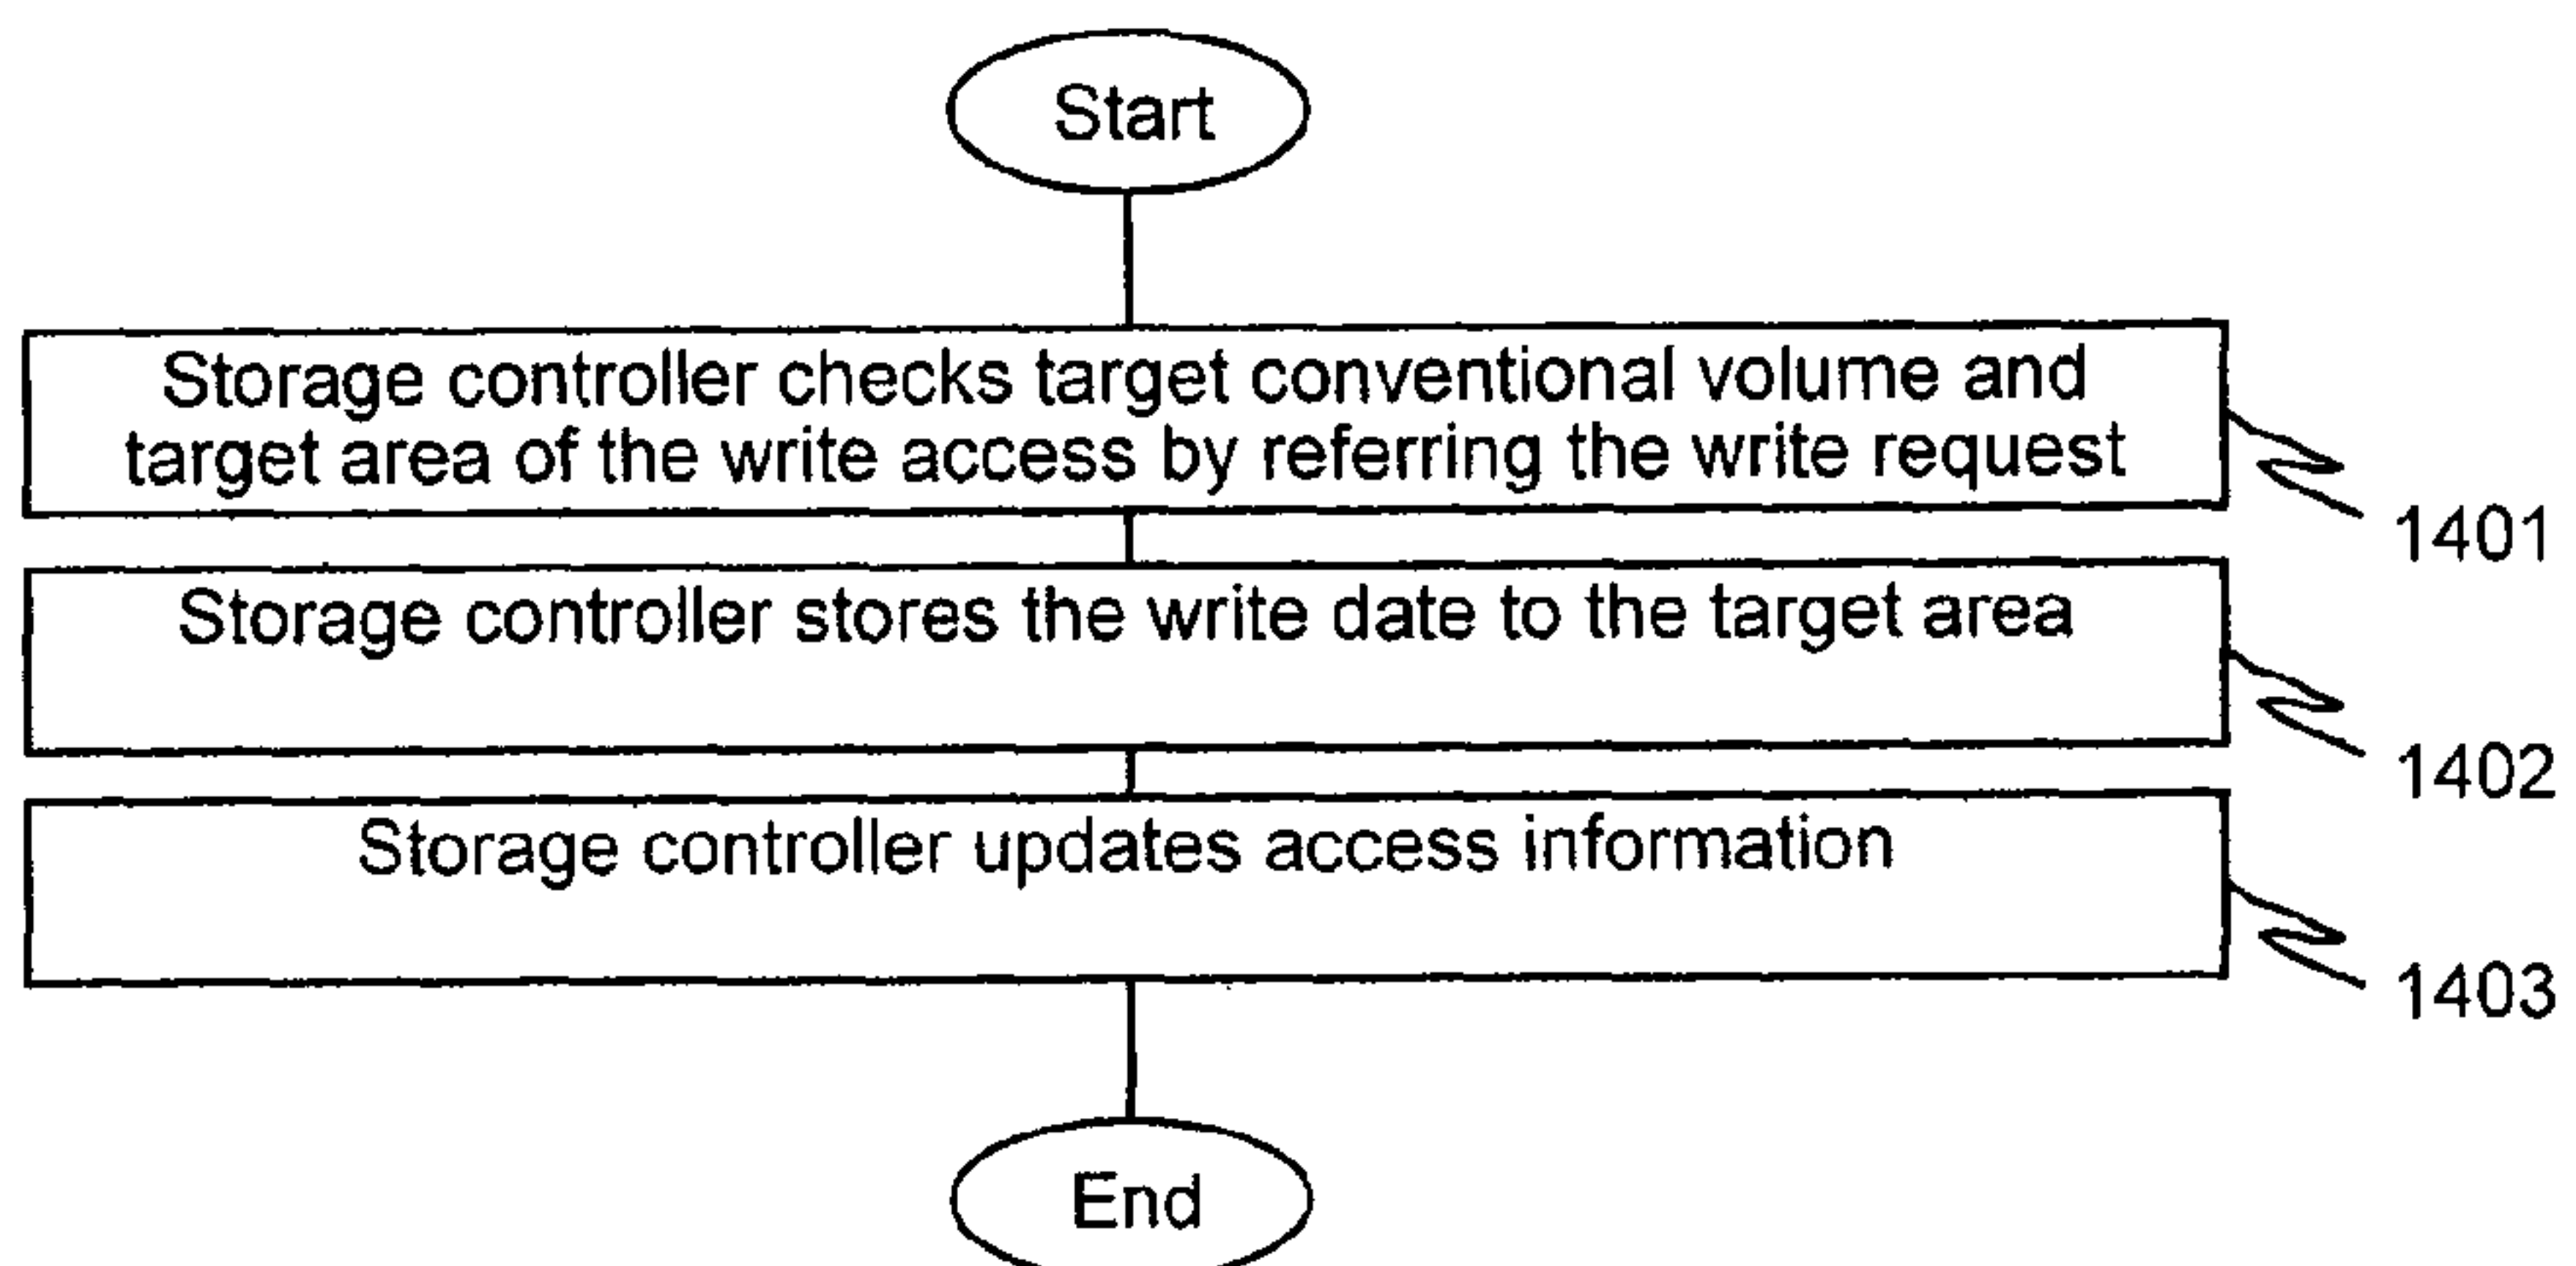 Start
Storage controller checks target conventional volume and
target area of the write access by referring the write request
1401
Storage controller stores the write date to the target area
1402
Storage controller updates access information
1403
End